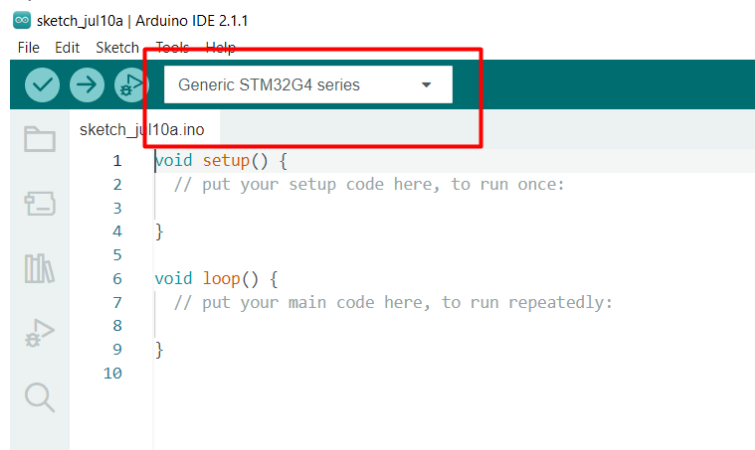 sketch_jul10a | Arduino IDE 2.1.1
File Edit Sketch Tools Help
Generic STM32G4 series
sketch_jul10a.ino
1 void setup() {
2 // put your setup code here, to run once:
3
4 }
5
6 void loop() {
7 // put your main code here, to run repeatedly:
8
9 }
10